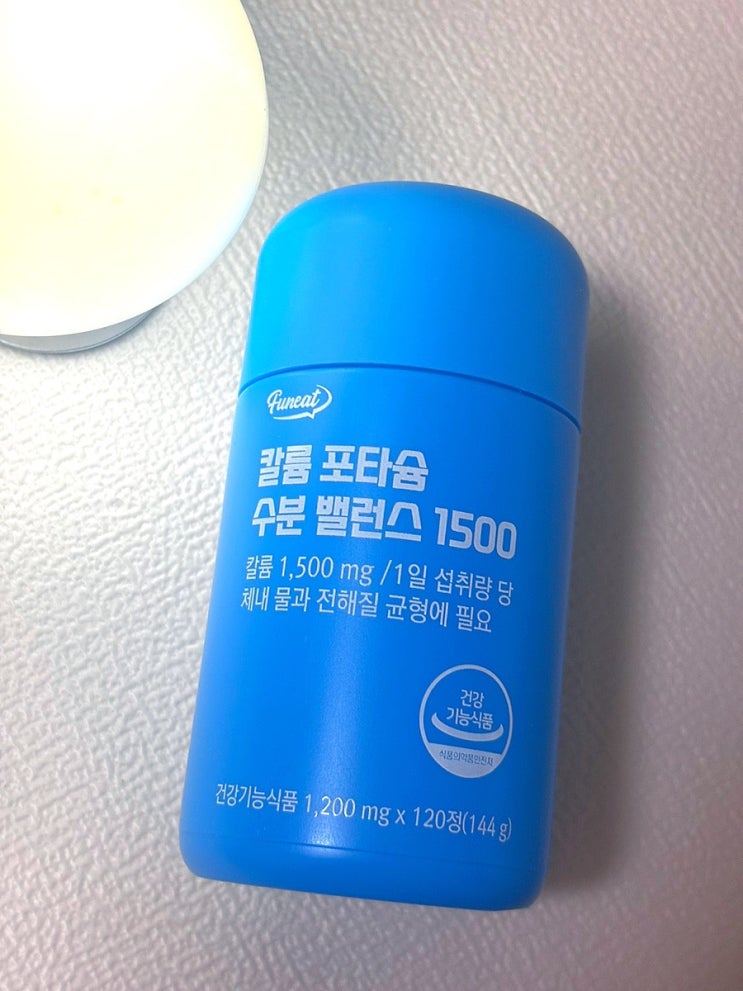 Funeat
칼륨 포타슘
수분 밸런스 1500
칼륨 1,500 mg /1일 섭취량 당
체내 물과 전해질 균형에 필요
건강
기능식품
식품의약품안전처
건강기능식품 1,200 mg x 120정(144 g)